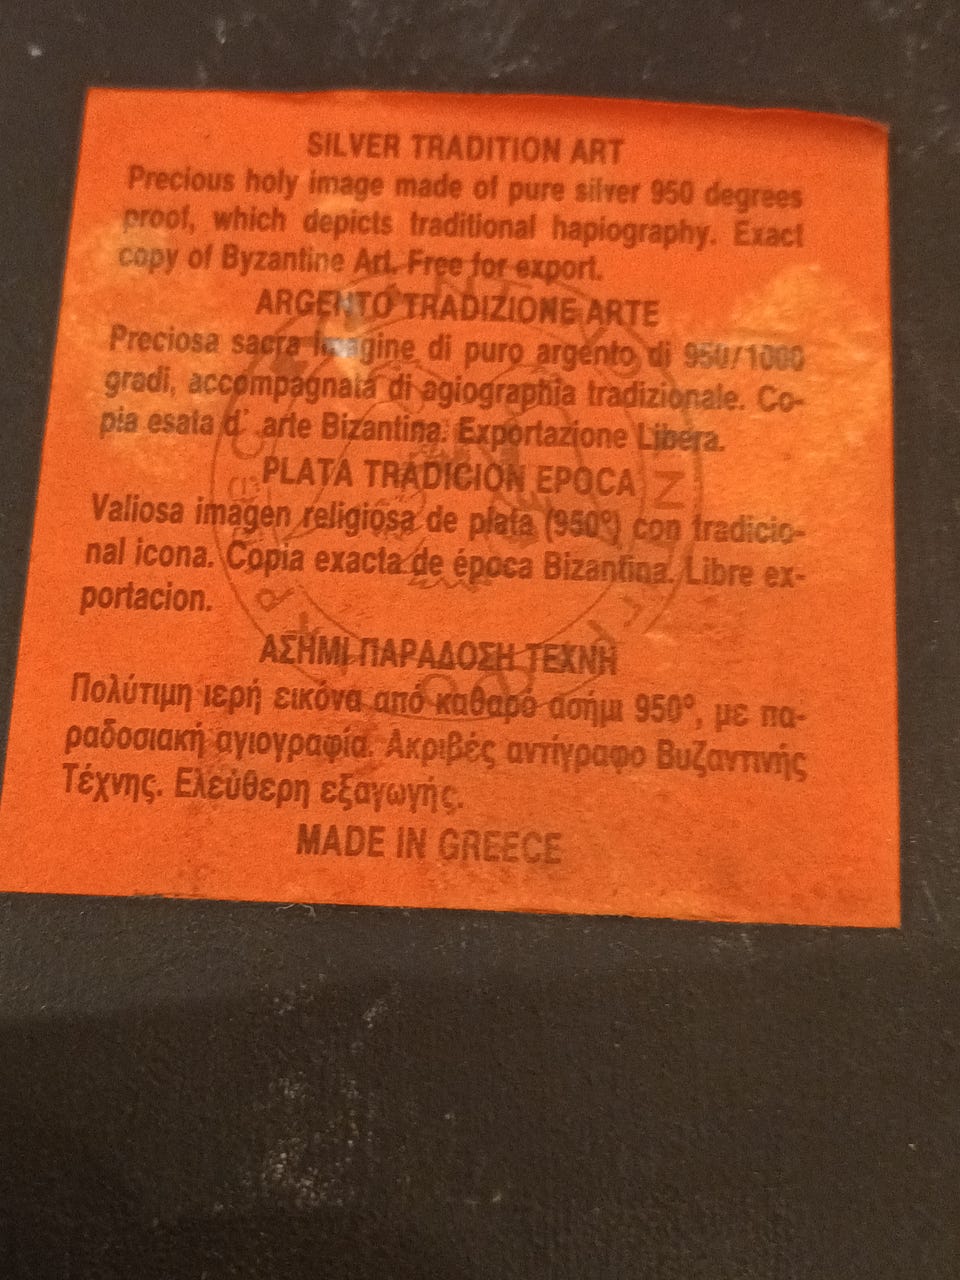 SILVER TRADITION ART
Precious holy image made of pure silver 950 degrees
proof, which depicts traditional hapiography. Exact
copy of Byzantine Art. Free for export.
ARGENTO TRADIZIONE ARTE
Preciosa sacra imagine di puro argento di 950/1000
gradi, accompagnata di agiographia tradizionale. Co-
pia esata d' arte Bizantina. Exportazione Libera.
PLATA TRADICION EPOCA
Valiosa imagen religiosa de plata (950º) con tradicio-
nal icona. Copia exacta de época Bizantina. Libre ex-
portacion.
ΑΣΗΜΙ ΠΑΡΑΔΟΣΗ ΤΕΧΝΗ
Πολύτιμη ιερή εικόνα από καθαρό ασήμι 950º, με πα-
ραδοσιακή αγιογραφία. Ακριβές αντίγραφο Βυζαντινής
Τέχνης. Ελεύθερη εξαγωγής.
MADE IN GREECE